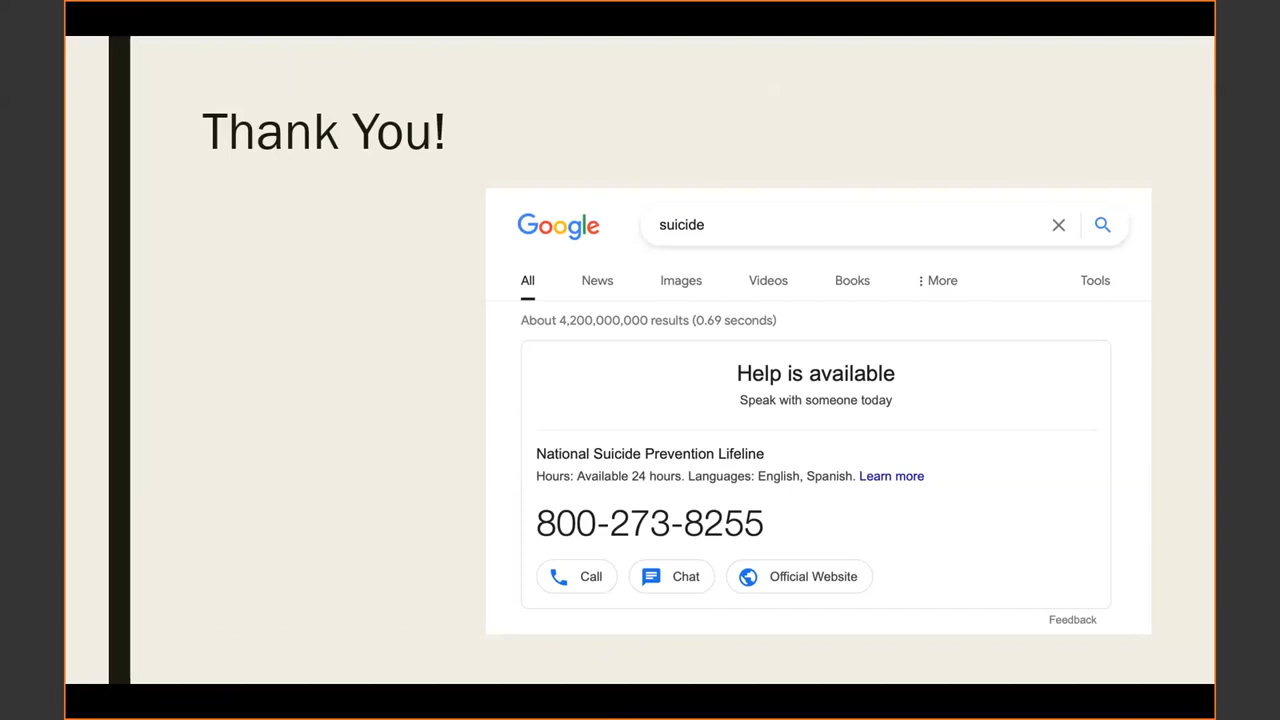 Thank You!
Google
suicide
All News Images Videos Books More Tools
About 4,200,000,000 results (0.69 seconds)
Help is available
Speak with someone today
National Suicide Prevention Lifeline
Hours: Available 24 hours. Languages: English, Spanish. Learn more
800-273-8255
Call Chat Official Website
Feedback